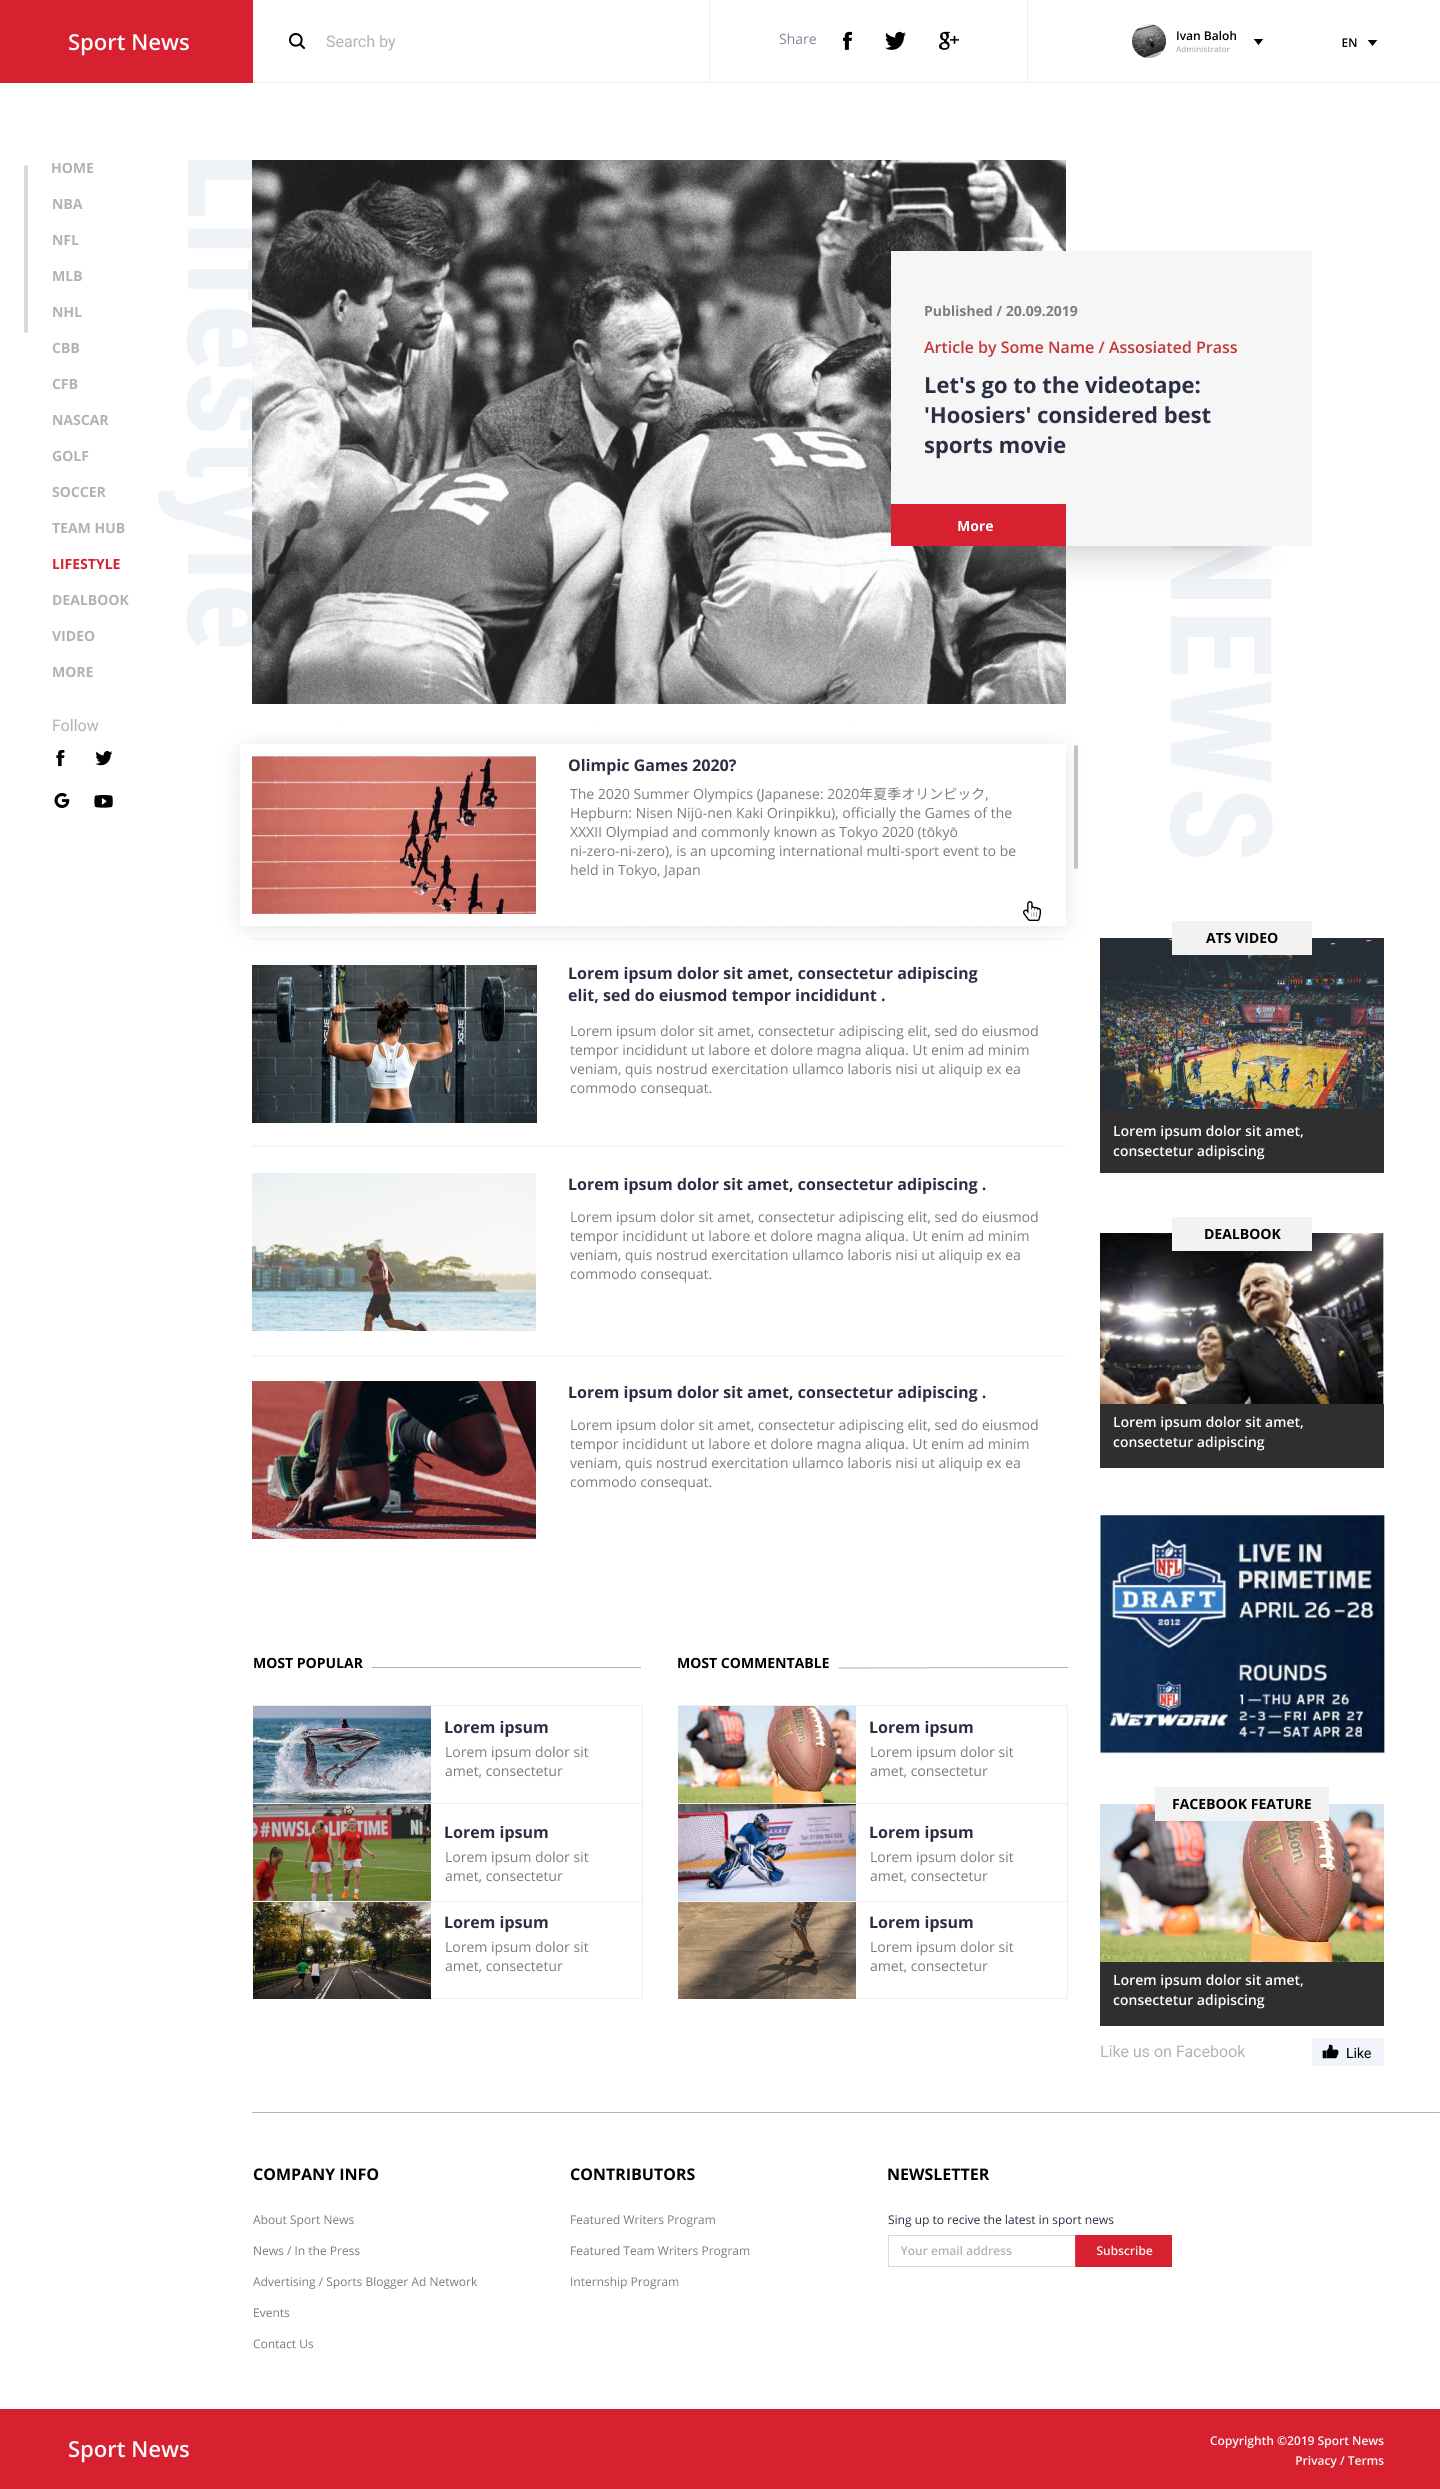 Sport News
Search by
Share
Ivan Baloh
Administrator
EN
HOME
NBA
NFL
MLB
NHL
CBB
CFB
NASCAR
GOLF
SOCCER
TEAM HUB
LIFESTYLE
DEALBOOK
VIDEO
MORE
Follow
Lifestyle
12
15
Published / 20.09.2019
Article by Some Name / Assosiated Prass
Let's go to the videotape:
'Hoosiers' considered best
sports movie
More
NEWS
Olimpic Games 2020?
The 2020 Summer Olympics (Japanese: 2020年夏季オリンピック,
Hepburn: Nisen Nijū-nen Kaki Orinpikku), officially the Games of the
XXXII Olympiad and commonly known as Tokyo 2020 (tōkyō
ni-zero-ni-zero), is an upcoming international multi-sport event to be
held in Tokyo, Japan
Lorem ipsum dolor sit amet, consectetur adipiscing
elit, sed do eiusmod tempor incididunt .
Lorem ipsum dolor sit amet, consectetur adipiscing elit, sed do eiusmod
tempor incididunt ut labore et dolore magna aliqua. Ut enim ad minim
veniam, quis nostrud exercitation ullamco laboris nisi ut aliquip ex ea
commodo consequat.
Lorem ipsum dolor sit amet, consectetur adipiscing .
Lorem ipsum dolor sit amet, consectetur adipiscing elit, sed do eiusmod
tempor incididunt ut labore et dolore magna aliqua. Ut enim ad minim
veniam, quis nostrud exercitation ullamco laboris nisi ut aliquip ex ea
commodo consequat.
Lorem ipsum dolor sit amet, consectetur adipiscing .
Lorem ipsum dolor sit amet, consectetur adipiscing elit, sed do eiusmod
tempor incididunt ut labore et dolore magna aliqua. Ut enim ad minim
veniam, quis nostrud exercitation ullamco laboris nisi ut aliquip ex ea
commodo consequat.
ATS VIDEO
Lorem ipsum dolor sit amet,
consectetur adipiscing
DEALBOOK
Lorem ipsum dolor sit amet,
consectetur adipiscing
NFL
DRAFT
2012
LIVE IN
PRIMETIME
APRIL 26-28
NFL
NETWORK
ROUNDS
1—THU APR 26
2-3—FRI APR 27
4-7—SAT APR 28
FACEBOOK FEATURE
Wilson
NFL
Lorem ipsum dolor sit amet,
consectetur adipiscing
Like us on Facebook
Like
MOST POPULAR
Lorem ipsum
Lorem ipsum dolor sit
amet, consectetur
#NWSL
Lorem ipsum
Lorem ipsum dolor sit
amet, consectetur
Lorem ipsum
Lorem ipsum dolor sit
amet, consectetur
MOST COMMENTABLE
Wilson
NFL
Lorem ipsum
Lorem ipsum dolor sit
amet, consectetur
Lorem ipsum
Lorem ipsum dolor sit
amet, consectetur
Lorem ipsum
Lorem ipsum dolor sit
amet, consectetur
COMPANY INFO
About Sport News
News / In the Press
Advertising / Sports Blogger Ad Network
Events
Contact Us
CONTRIBUTORS
Featured Writers Program
Featured Team Writers Program
Internship Program
NEWSLETTER
Sing up to recive the latest in sport news
Your email address
Subscribe
Sport News
Copyrighth ©2019 Sport News
Privacy / Terms